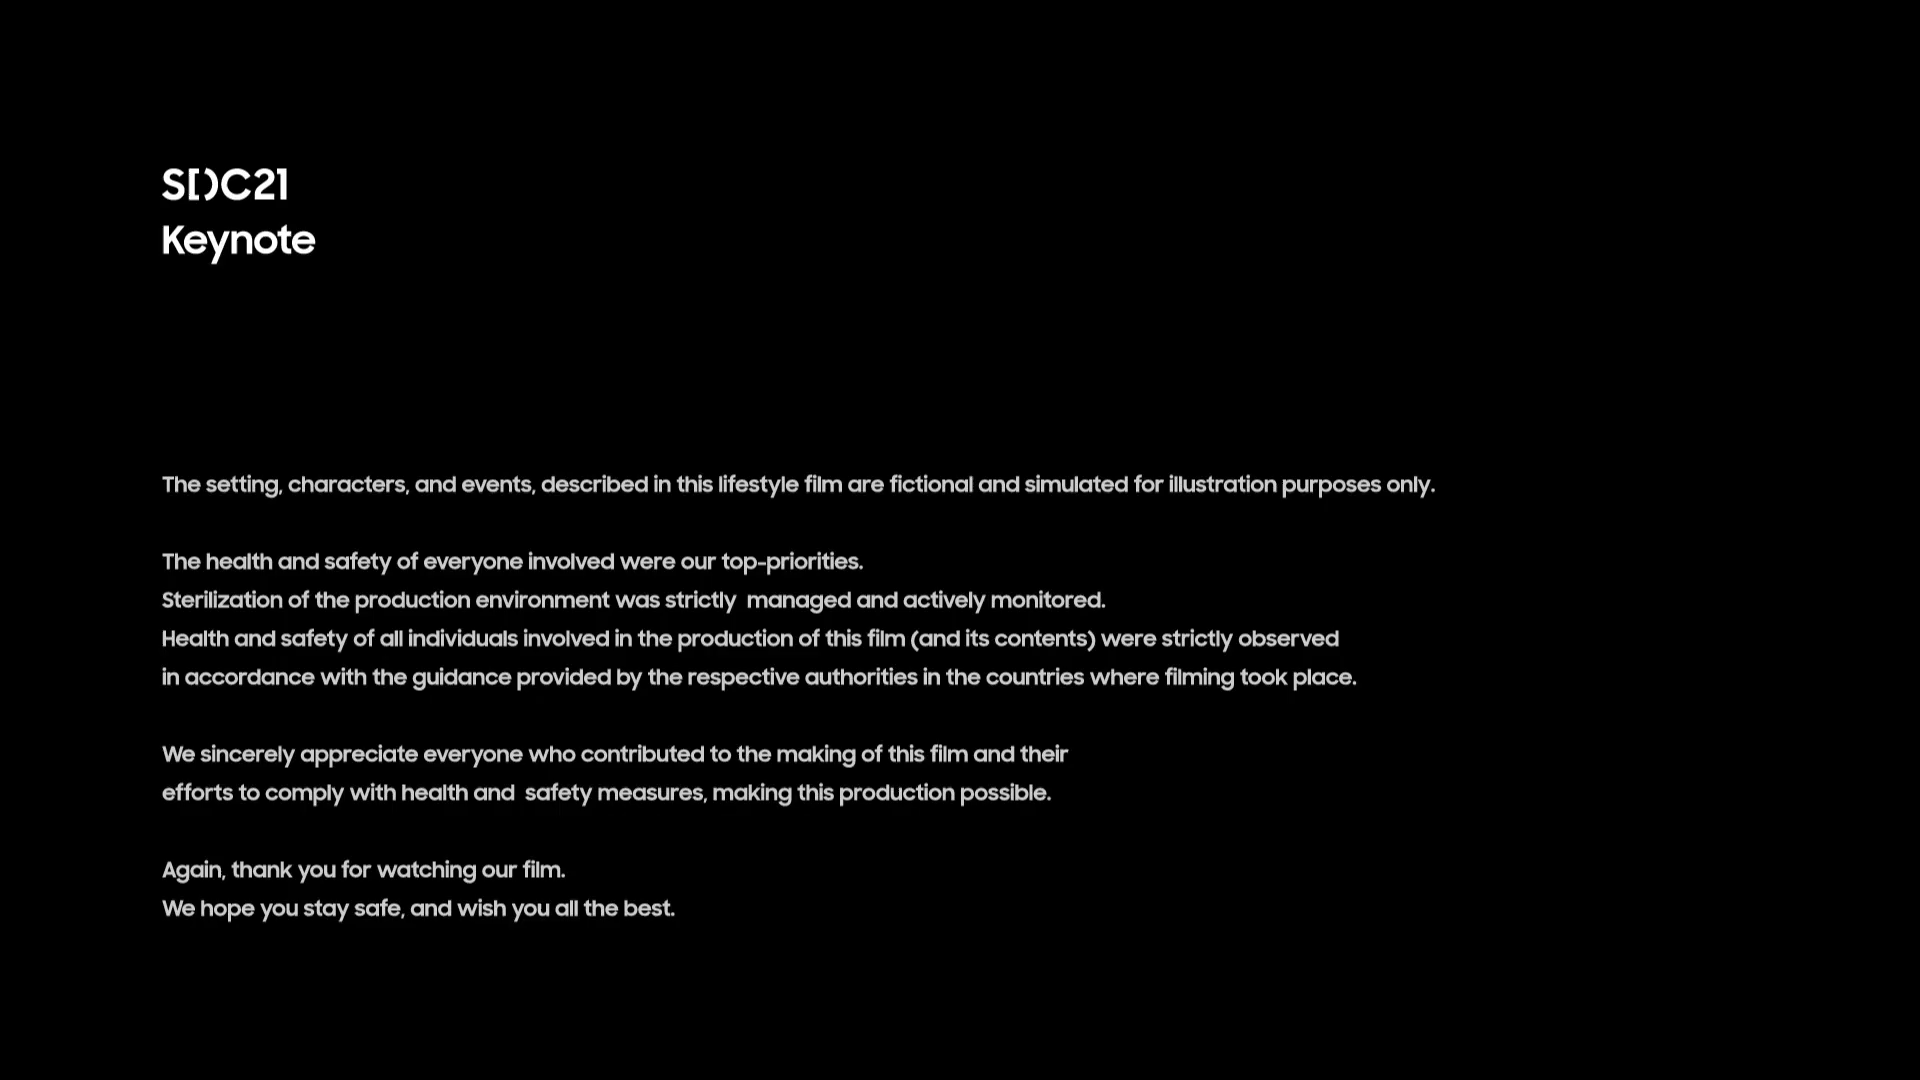 SDC21
Keynote
The setting, characters, and events, described in this lifestyle film are fictional and simulated for illustration purposes only.
The health and safety of everyone involved were our top-priorities.
Sterilization of the production environment was strictly  managed and actively monitored.
Health and safety of all individuals involved in the production of this film (and its contents) were strictly observed
in accordance with the guidance provided by the respective authorities in the countries where filming took place.
We sincerely appreciate everyone who contributed to the making of this film and their
efforts to comply with health and  safety measures, making this production possible.
Again, thank you for watching our film.
We hope you stay safe, and wish you all the best.